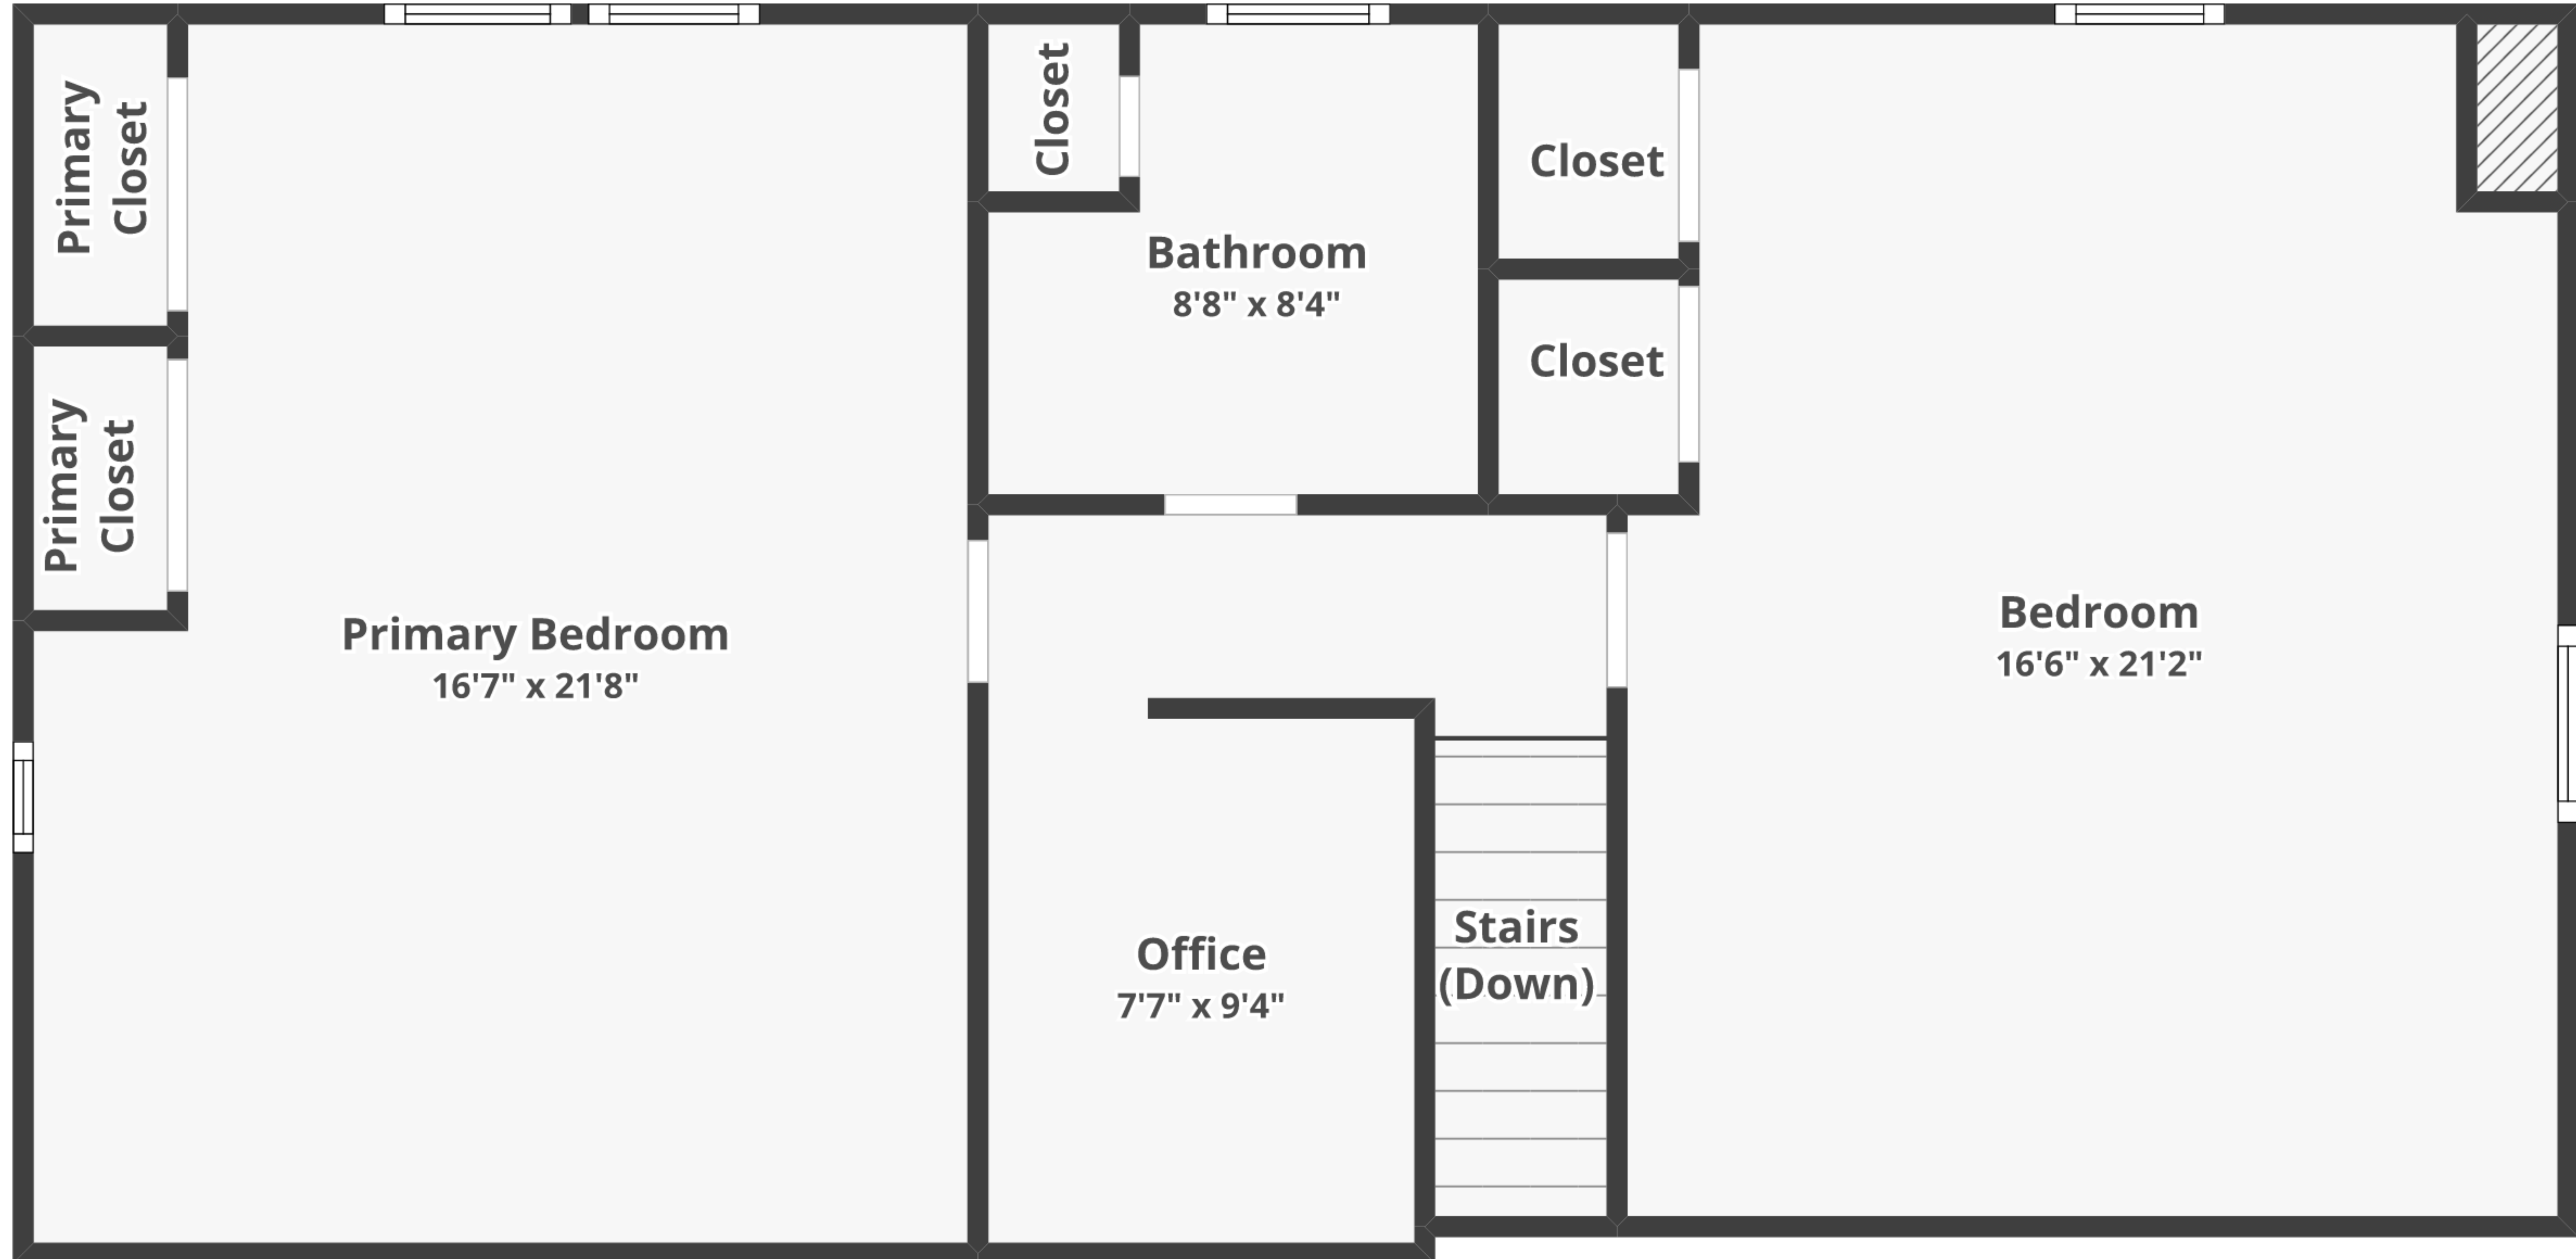 Primary
Closet
Closet
Closet
Bathroom
8'8" x 8'4"
Closet
Primary
Closet
Primary Bedroom
16'7" x 21'8"
Bedroom
16'6" x 21'2"
Office
7'7" x 9'4"
Stairs
(Down)